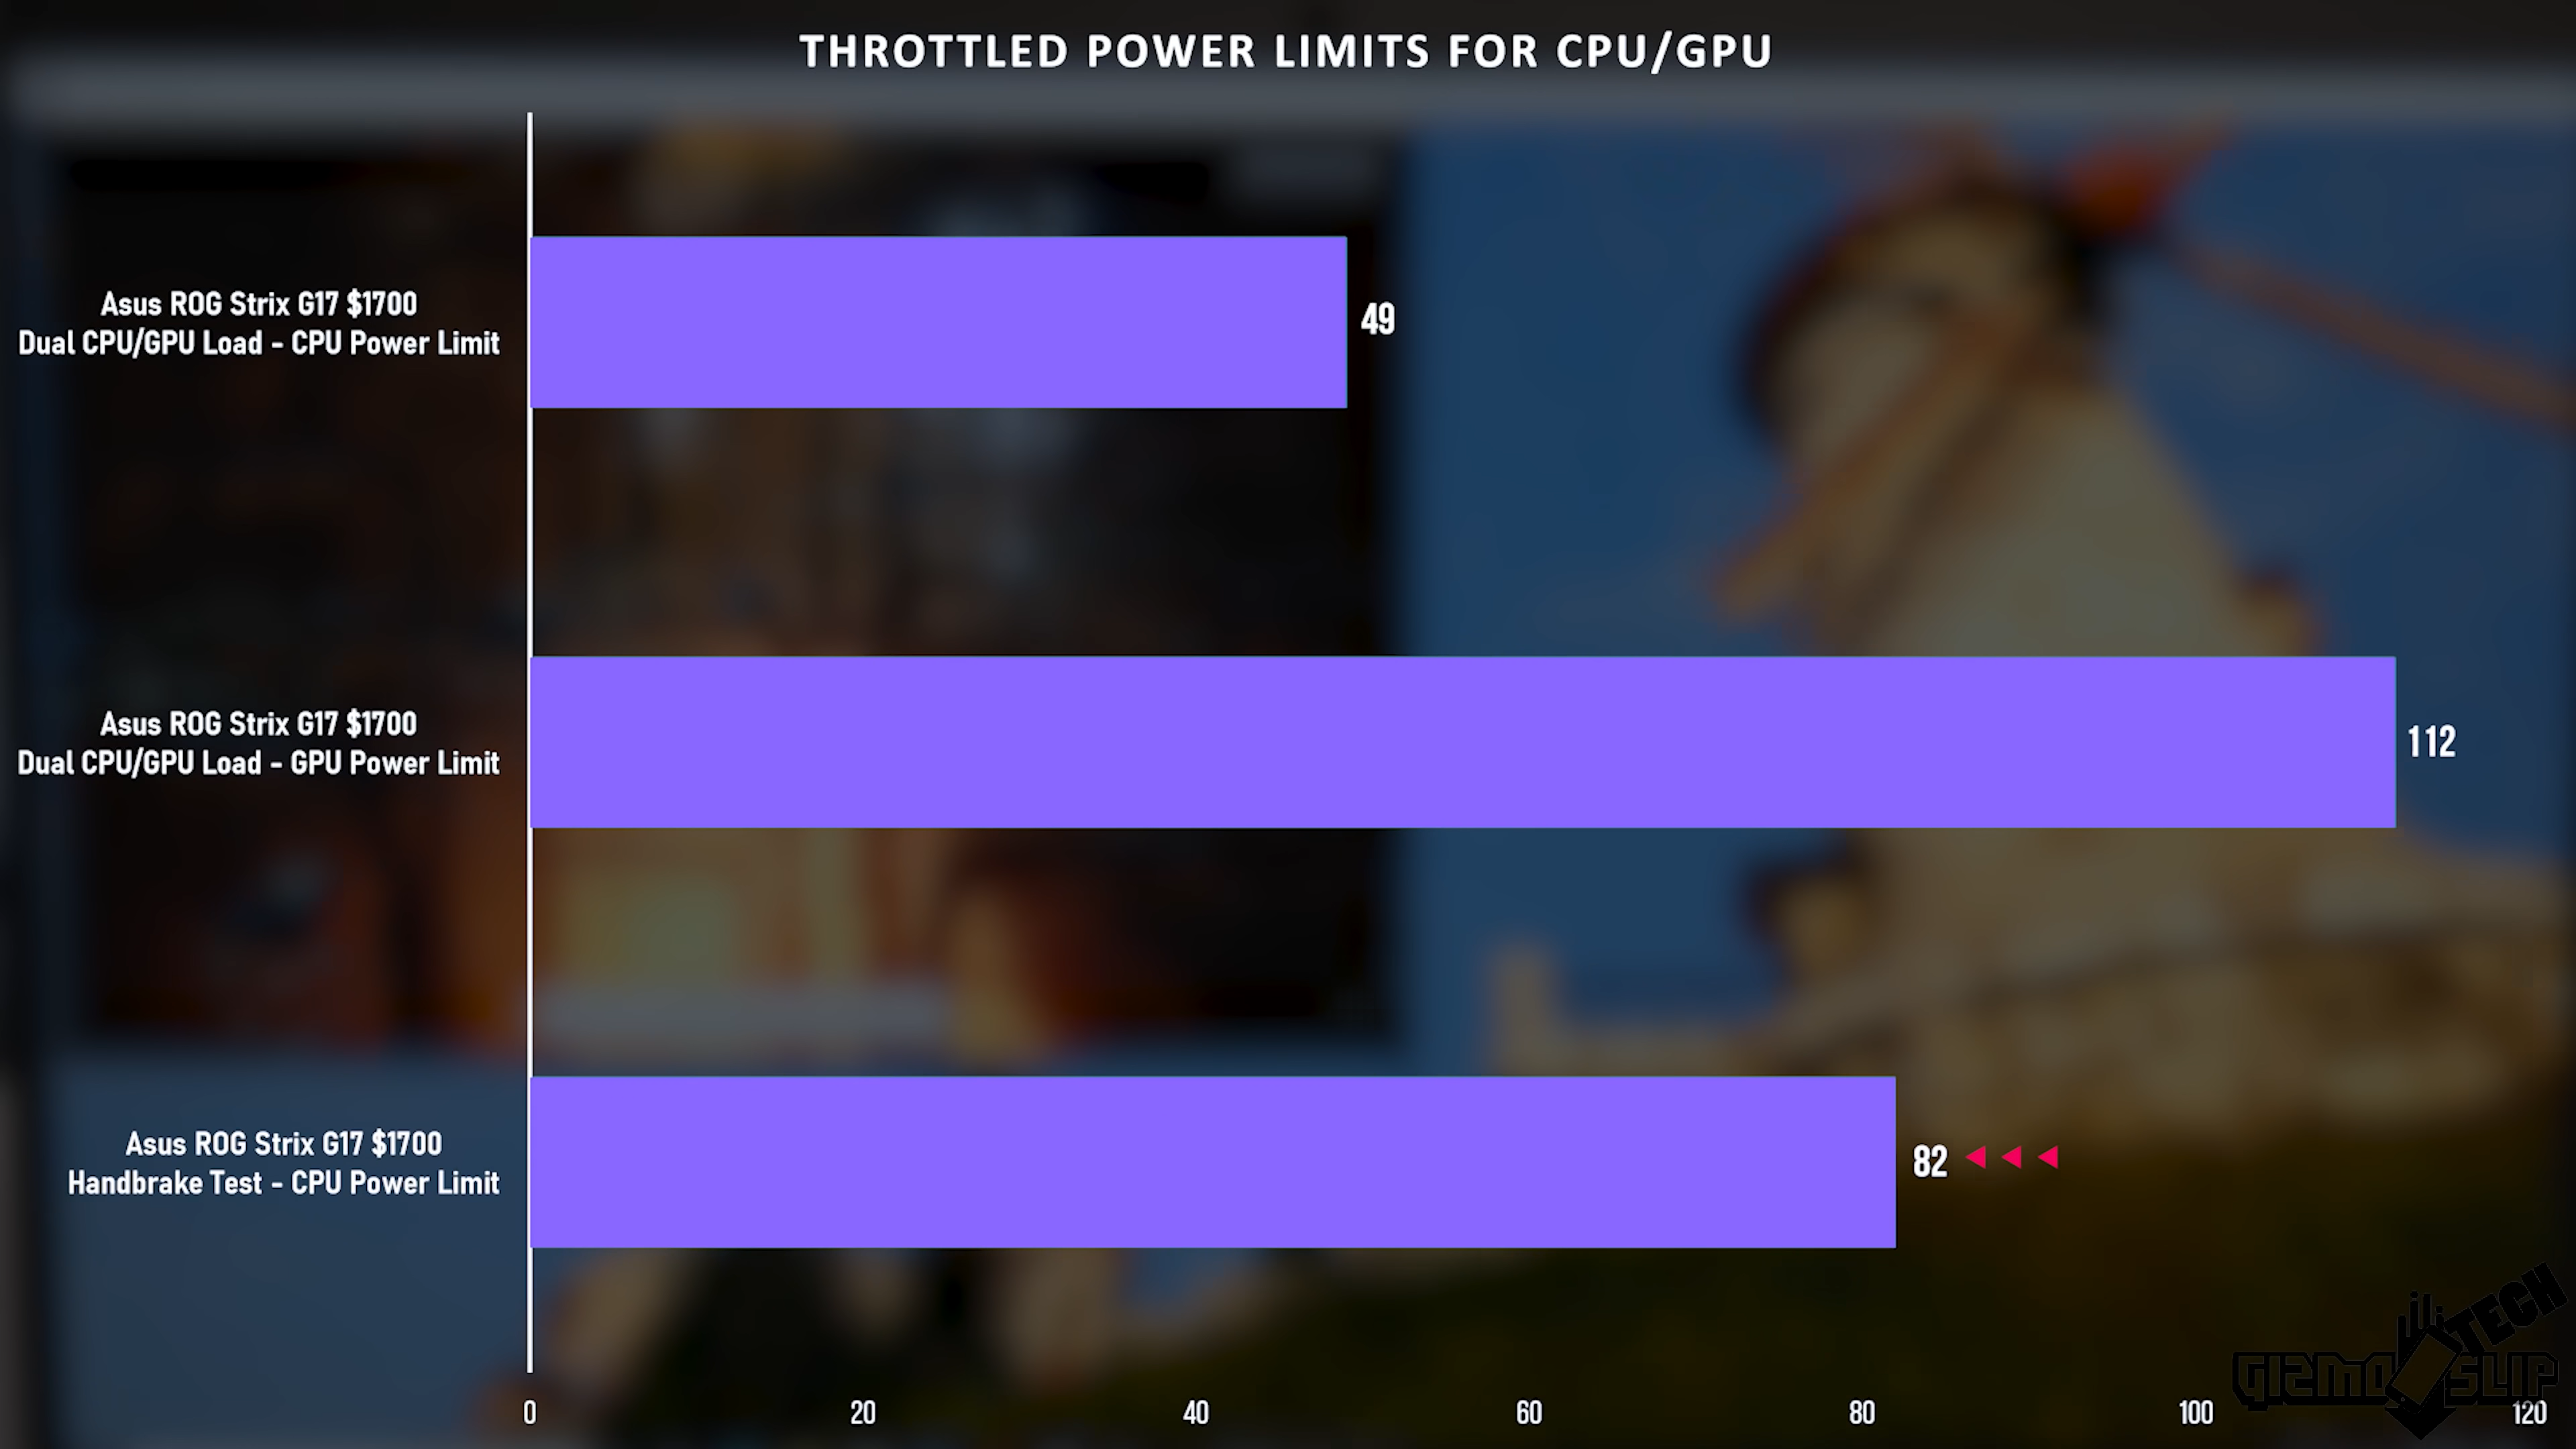 THROTTLED POWER LIMITS FOR CPU/GPU
Asus ROG Strix G17 $1700
Dual CPU/GPU Load - CPU Power Limit
49
Asus ROG Strix G17 $1700
Dual CPU/GPU Load - GPU Power Limit
112
Asus ROG Strix G17 $1700
Handbrake Test - CPU Power Limit
82
0 20 40 60 80 100 120
TECH
GIZMO SLIP